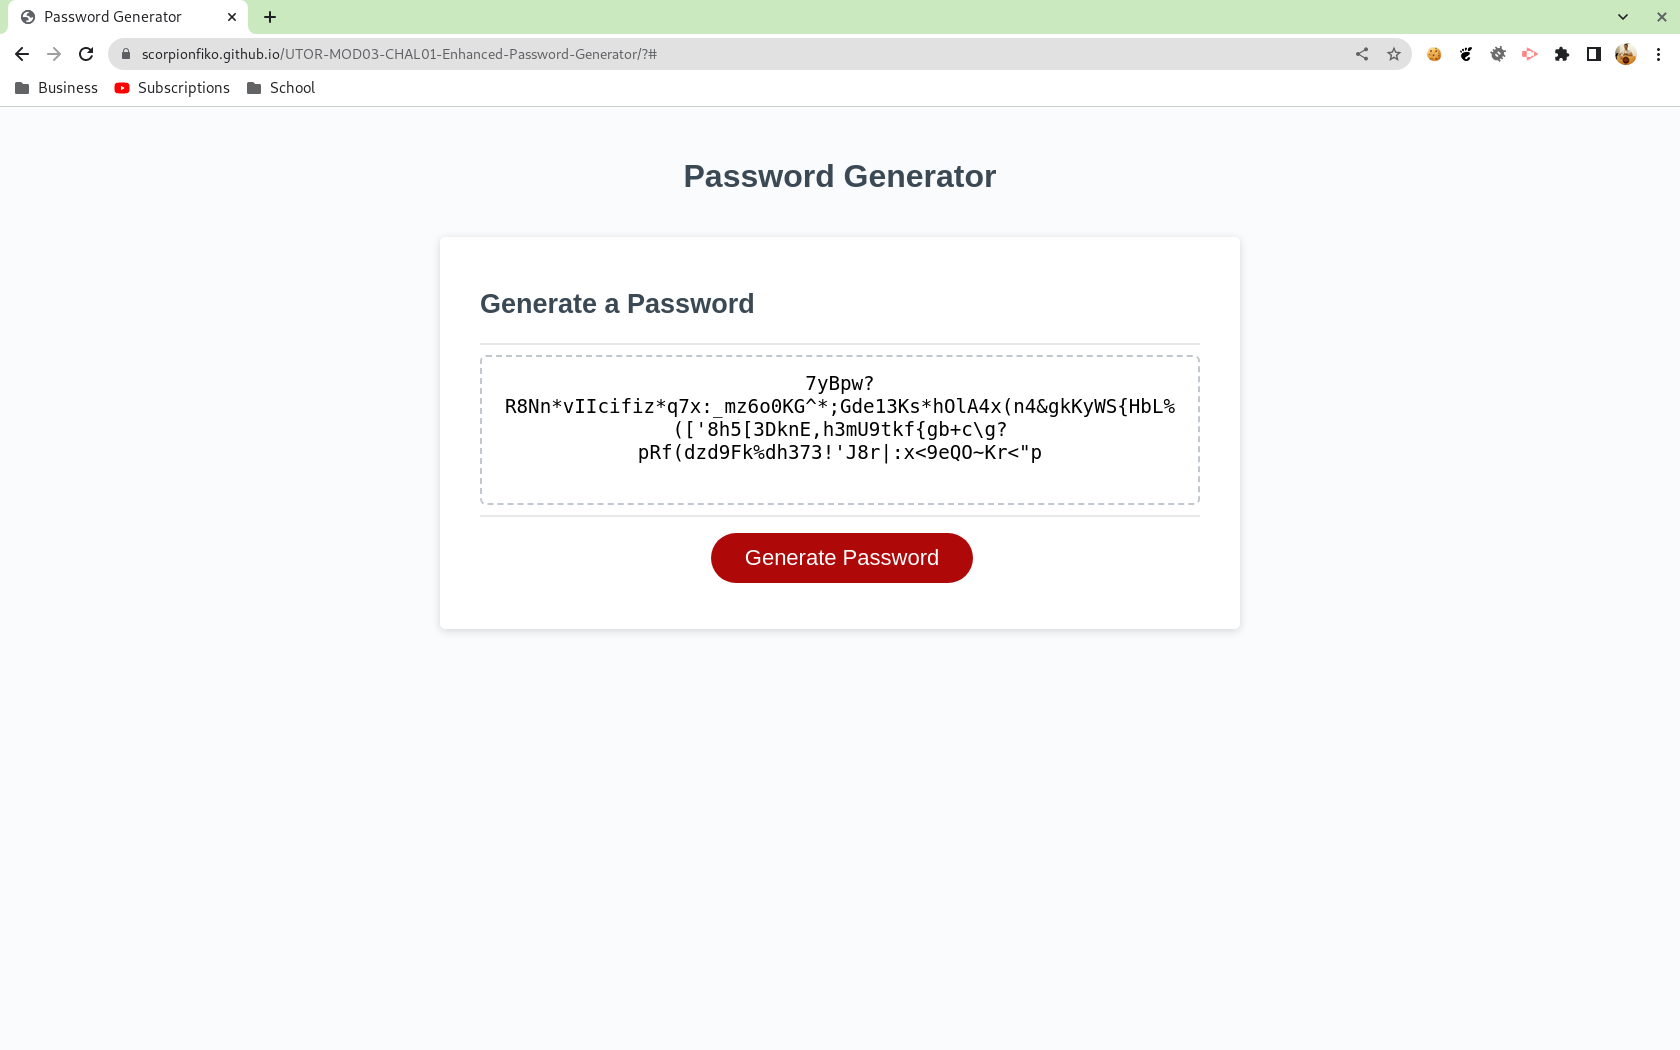 Password Generator
scorpionfiko.github.io/UTOR-MOD03-CHAL01-Enhanced-Password-Generator/?#
Business
Subscriptions
School
Password Generator
Generate a Password
7yBpw?
R8Nn*vIIcifiz*q7x:_mz6o0KG^*;Gde13Ks*hOlA4x(n4&gkKyWS{HbL%
(['8h5[3DknE,h3mU9tkf{gb+c\g?
pRf(dzd9Fk%dh373!'J8r|:x<9eQO~Kr<"p
Generate Password